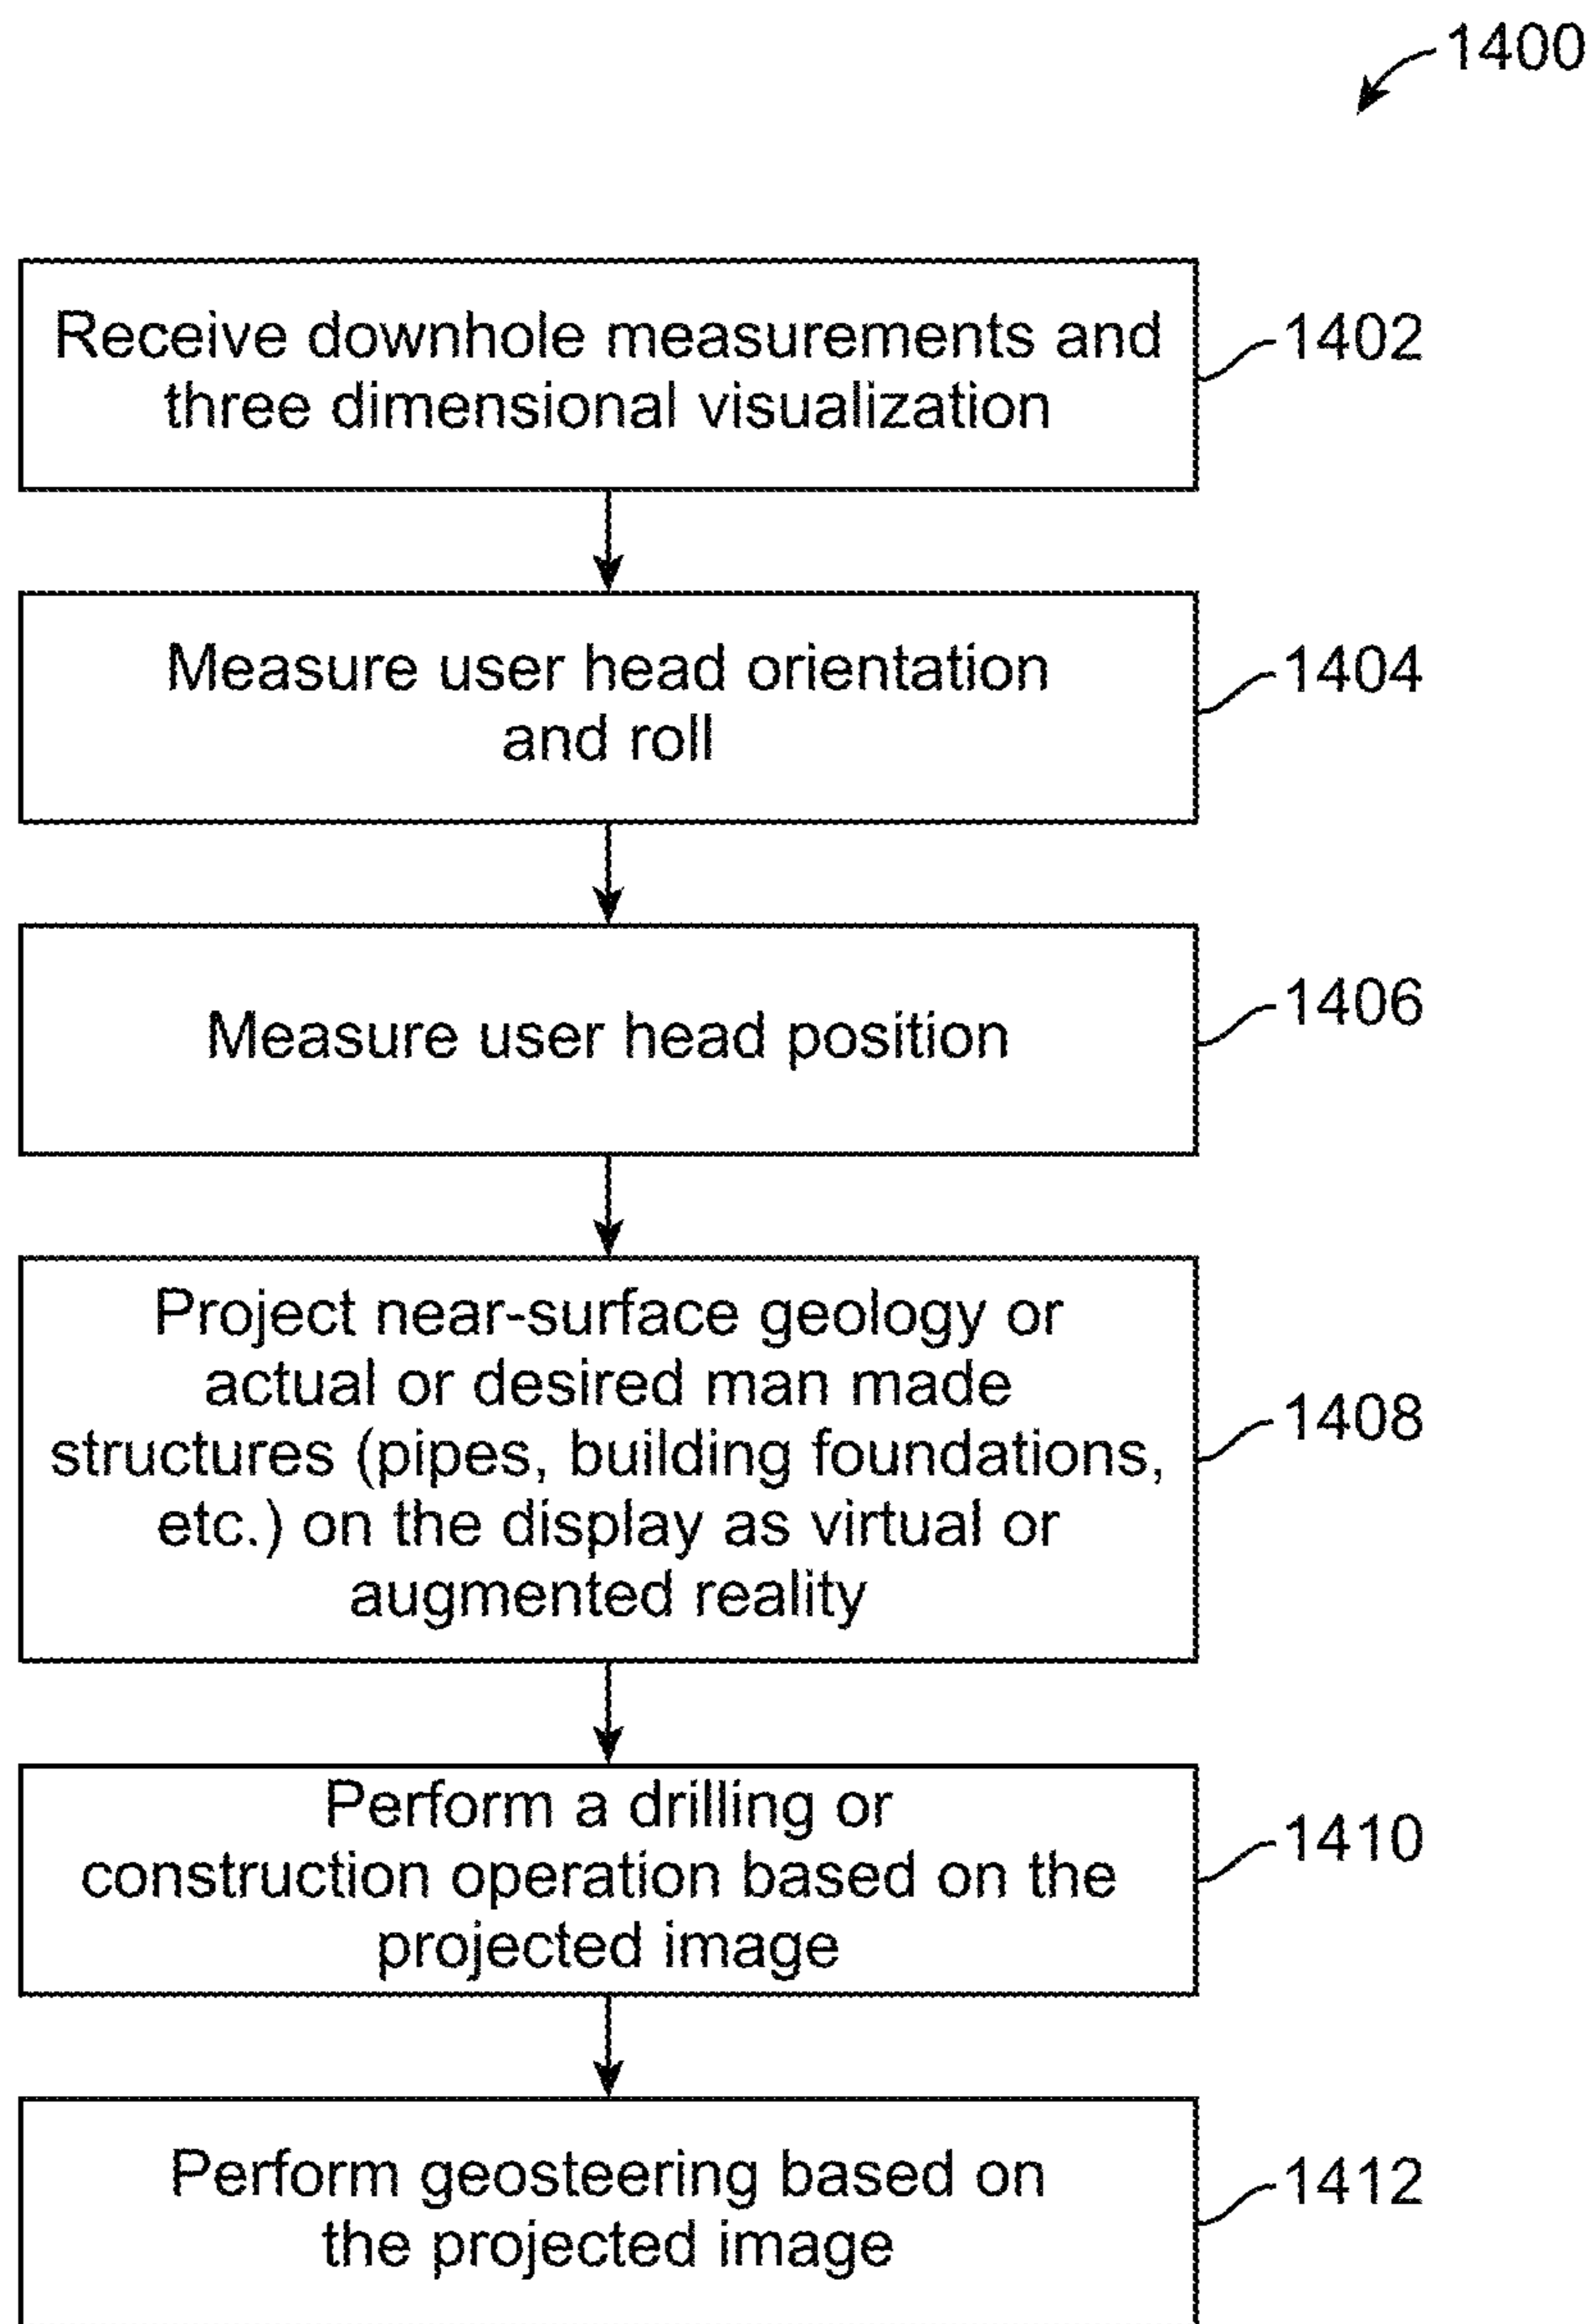 1400
Receive downhole measurements and
three dimensional visualization
1402
Measure user head orientation
and roll
1404
Measure user head position
1406
Project near-surface geology or
actual or desired man made
structures (pipes, building foundations,
etc.) on the display as virtual or
augmented reality
1408
Perform a drilling or
construction operation based on the
projected image
1410
Perform geosteering based on
the projected image
1412